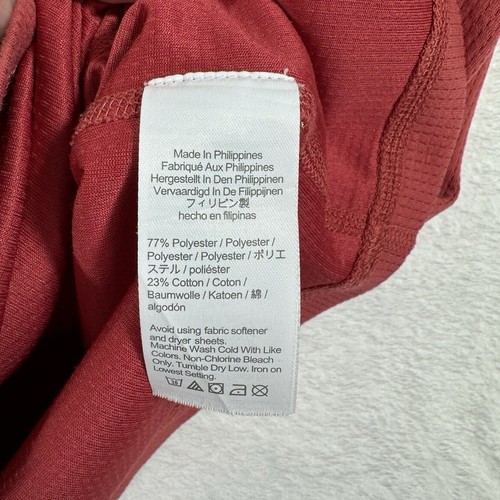 Made In Philippines
Fabriqué Aux Philippines
Hergestellt In Den Philippinen
Vervaardigd In De Filippijnen
フィリピン製
hecho en filipinas
77% Polyester / Polyester /
Polyester / Polyester / ポリエ
ステル / poliéster
23% Cotton / Coton /
Baumwolle / Katoen / 綿 /
algodón
Avoid using fabric softener
and dryer sheets.
Machine Wash Cold With Like
Colors. Non-Chlorine Bleach
Only. Tumble Dry Low. Iron on
Lowest Setting.